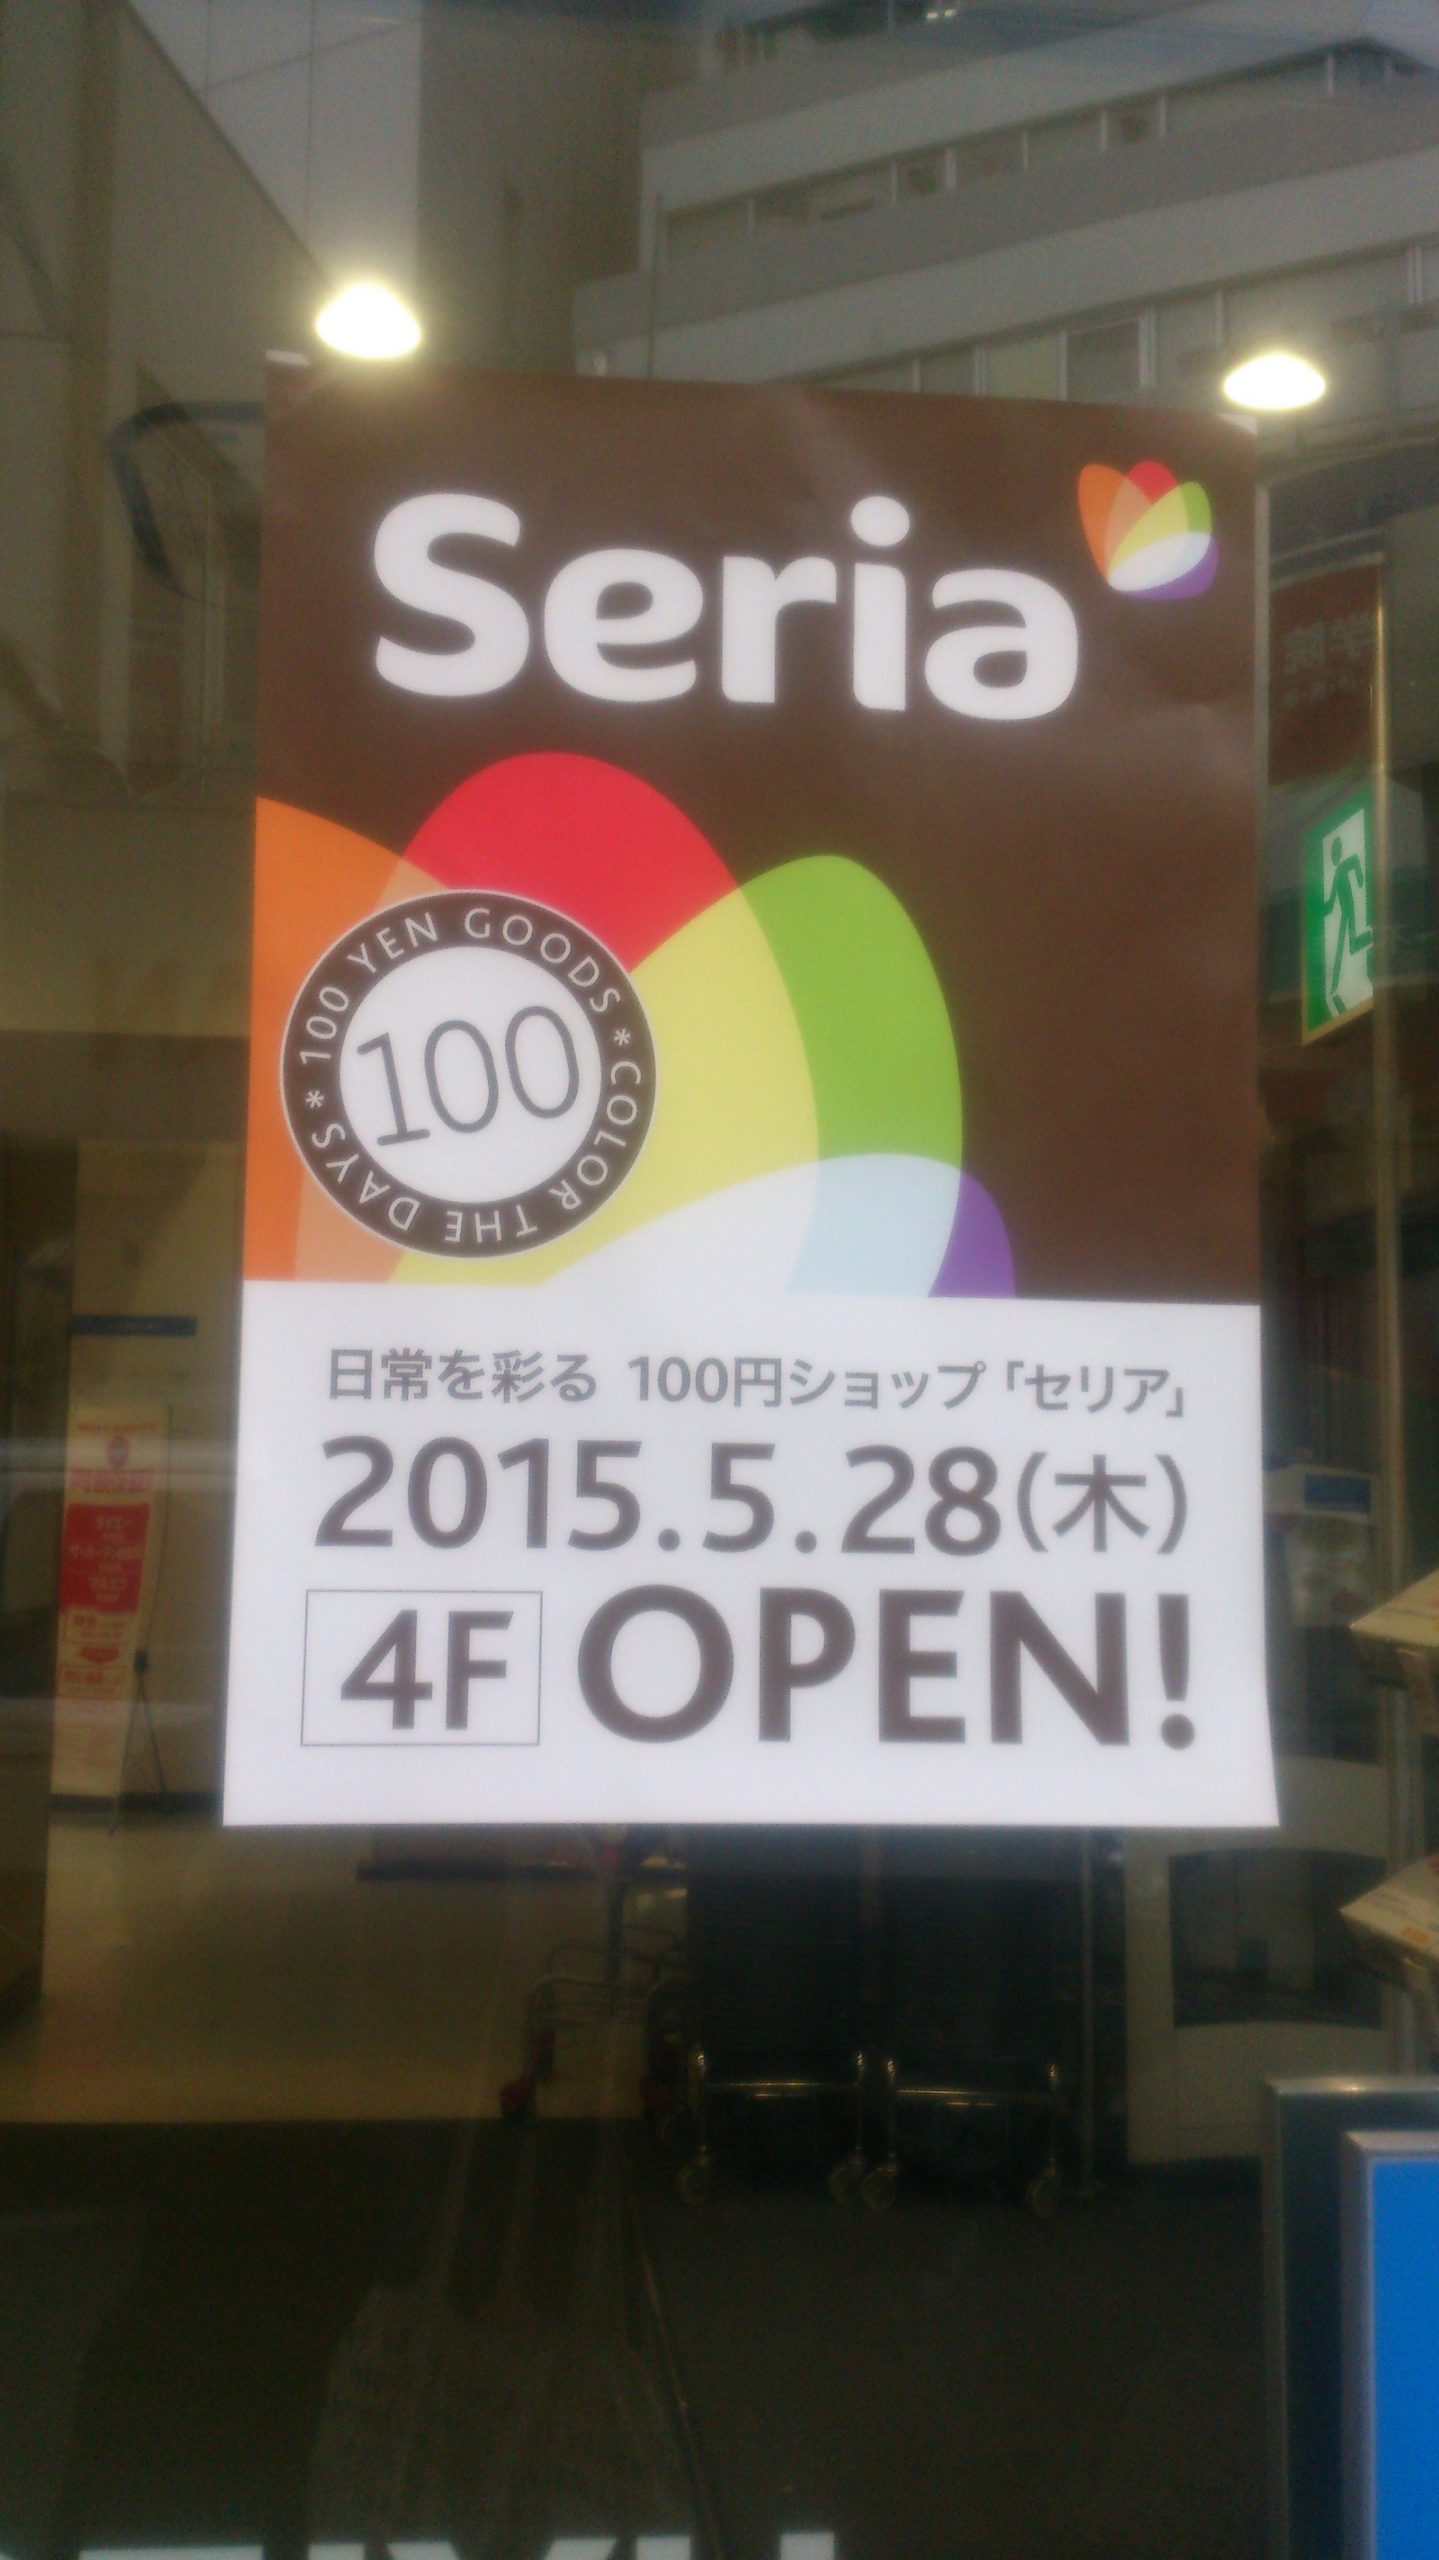 Seria
100 YEN GOODS * COLOR THE DAYS *
100
日常を彩る 100円ショップ「セリア」
2015.5.28(木)
4F OPEN!